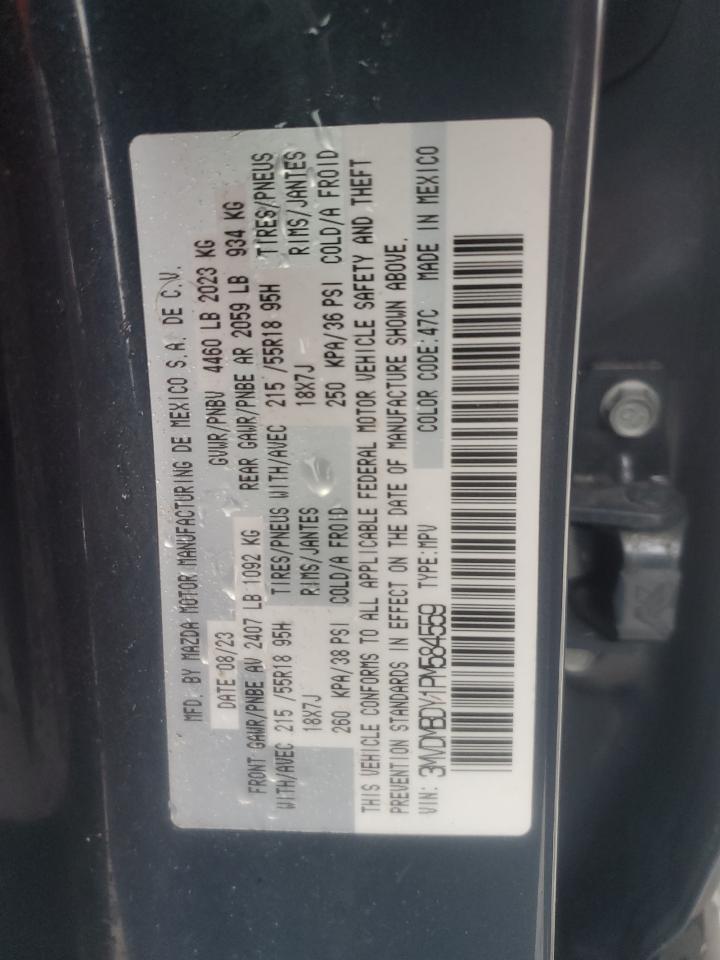 MFD. BY MAZDA MOTOR MANUFACTURING DE MEXICO S.A. DE C.V.
DATE 08/23 GVWR/PNBV 4460 LB 2023 KG
FRONT GAWR/PNBE AV 2407 LB 1092 KG REAR GAWR/PNBE AR 2059 LB 934 KG
WITH/AVEC 215 /55R18 95H TIRES/PNEUS WITH/AVEC 215 /55R18 95H TIRES/PNEUS
18X7J RIMS/JANTES 18X7J RIMS/JANTES
260 KPA/38 PSI COLD/A FROID 250 KPA/36 PSI COLD/A FROID
THIS VEHICLE CONFORMS TO ALL APPLICABLE FEDERAL MOTOR VEHICLE SAFETY AND THEFT
PREVENTION STANDARDS IN EFFECT ON THE DATE OF MANUFACTURE SHOWN ABOVE.
VIN: 3MVDMBDY1PM584559 TYPE:MPV COLOR CODE:47C MADE IN MEXICO